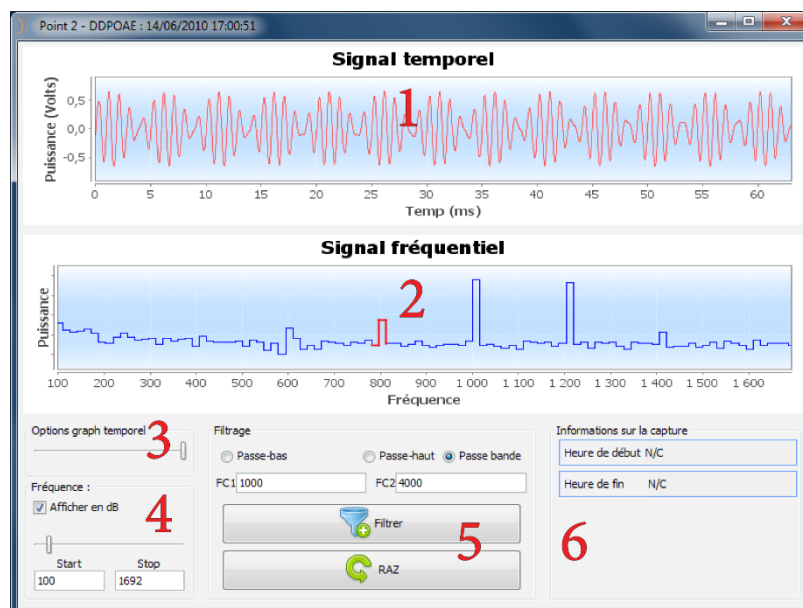 Point 2 - DDPOAE : 14/06/2010 17:00:51
Signal temporel
Puissance (Volts)
0,5
0,0
-0,5
1
0 5 10 15 20 25 30 35 40 45 50 55 60
Temp (ms)
Signal fréquentiel
Puissance
2
100 200 300 400 500 600 700 800 900 1 000 1 100 1 200 1 300 1 400 1 500 1 600
Fréquence
Options graph temporel
3
Fréquence :
Afficher en dB
4
Start Stop
100 1692
Filtrage
Passe-bas Passe-haut Passe bande
FC1 1000 FC2 4000
Filtrer
5
RAZ
Informations sur la capture
Heure de début N/C
Heure de fin N/C
6